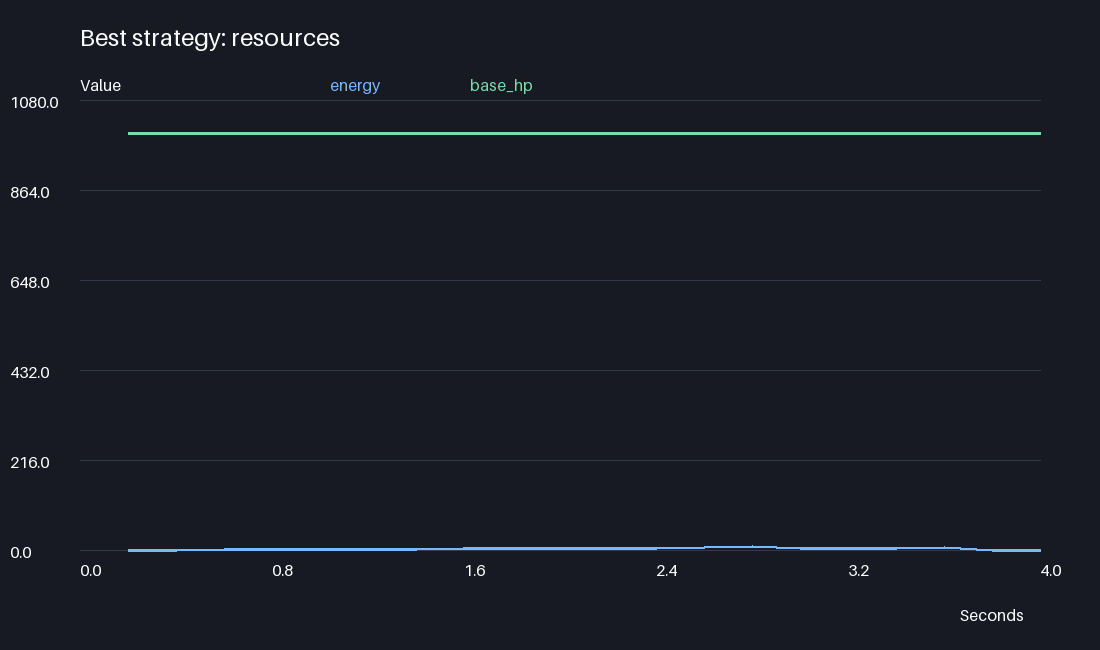 Best strategy: resources
Value energy base_hp
1080.0
864.0
648.0
432.0
216.0
0.0
0.0 0.8 1.6 2.4 3.2 4.0
Seconds